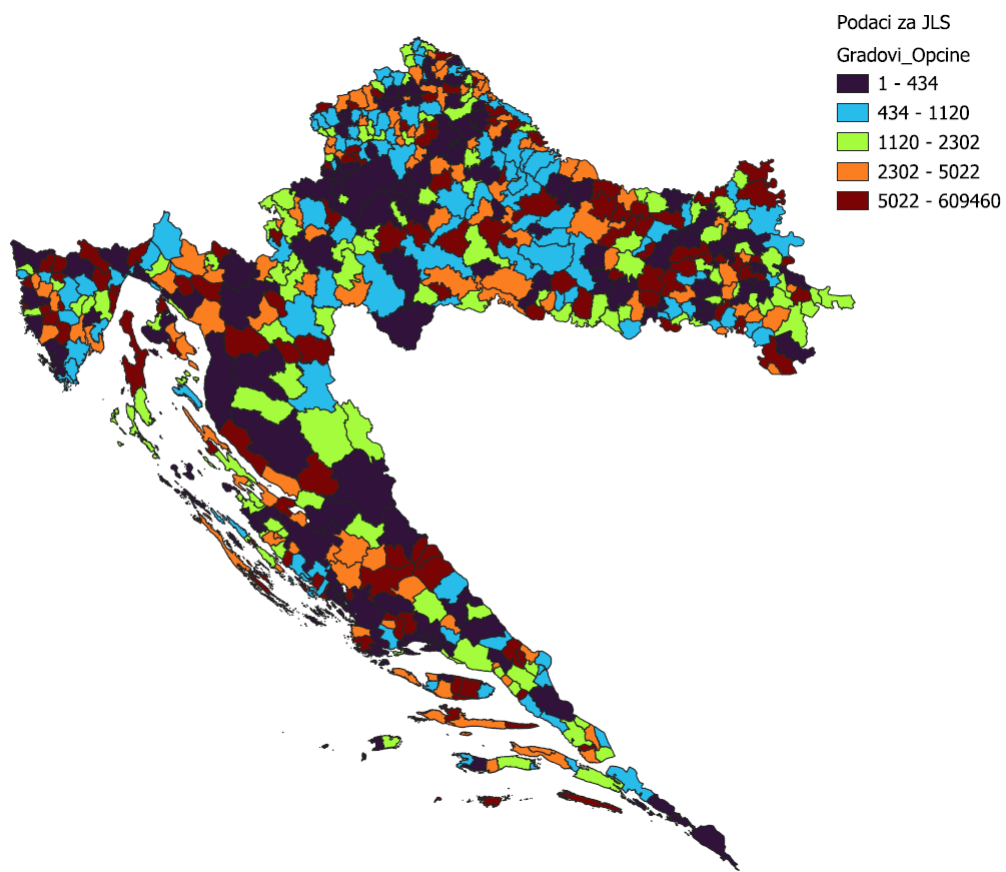 Podaci za JLS
Gradovi_Opcine
1 - 434
434 - 1120
1120 - 2302
2302 - 5022
5022 - 609460